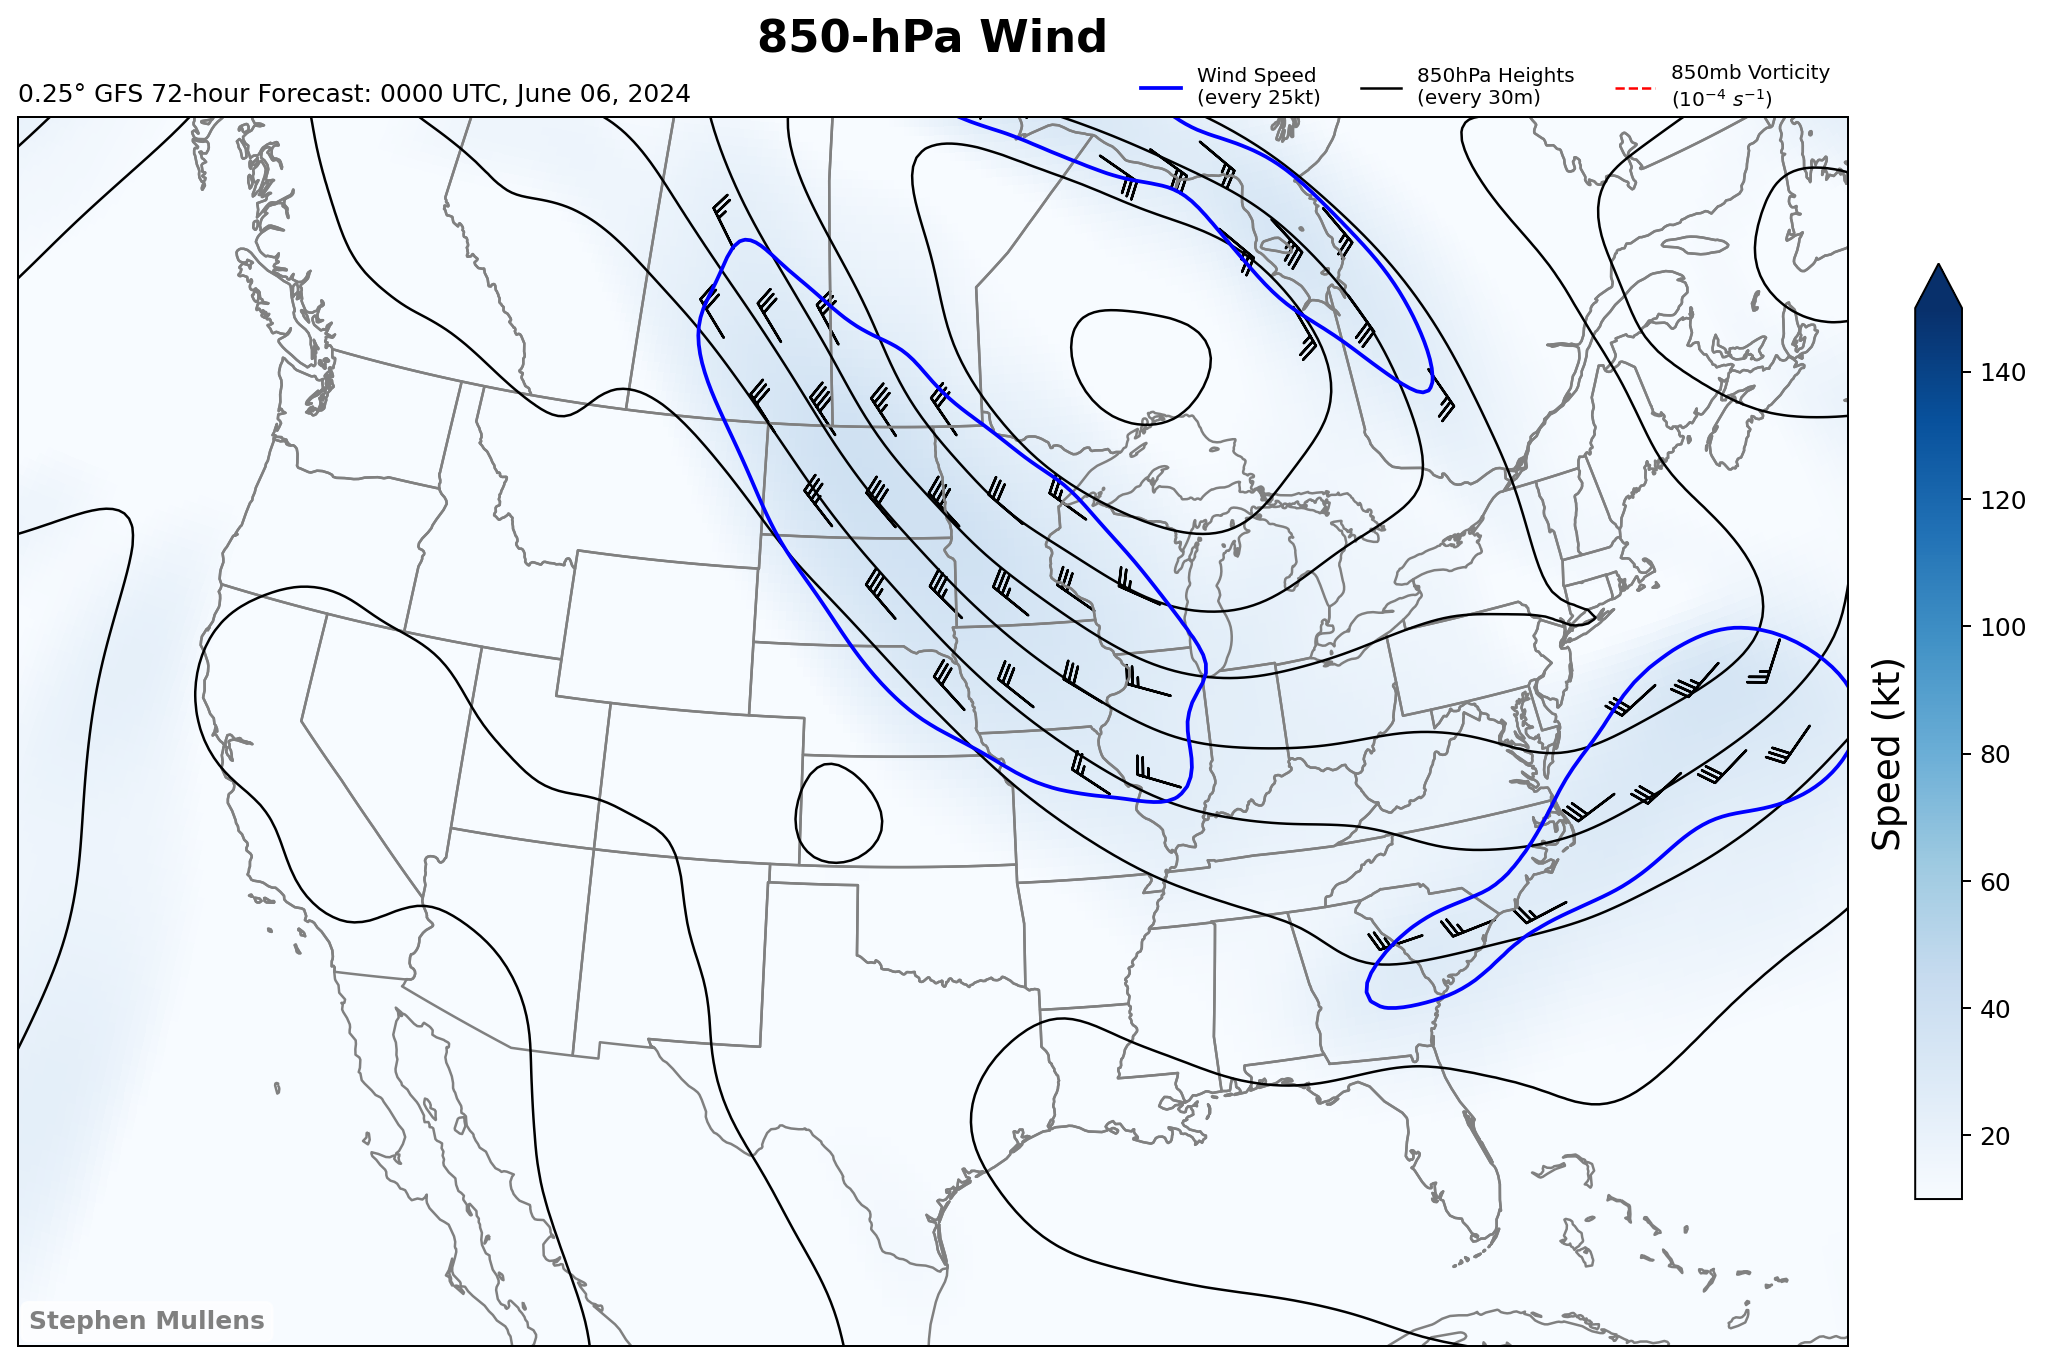 850-hPa Wind
0.25° GFS 72-hour Forecast: 0000 UTC, June 06, 2024
Wind Speed
(every 25kt)
850hPa Heights
(every 30m)
850mb Vorticity
(10⁻⁴ s⁻¹)
140
120
100
80
60
40
20
Speed (kt)
Stephen Mullens